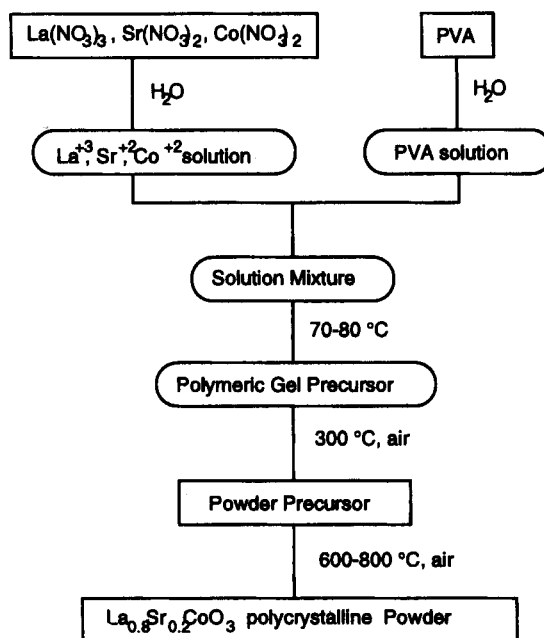 La(NO₃)₃, Sr(NO₃)₂, Co(NO₃)₂
PVA
H₂O
H₂O
La⁺³, Sr⁺², Co⁺² solution
PVA solution
Solution Mixture
70-80 °C
Polymeric Gel Precursor
300 °C, air
Powder Precursor
600-800 °C, air
La₀.₈Sr₀.₂CoO₃ polycrystalline Powder